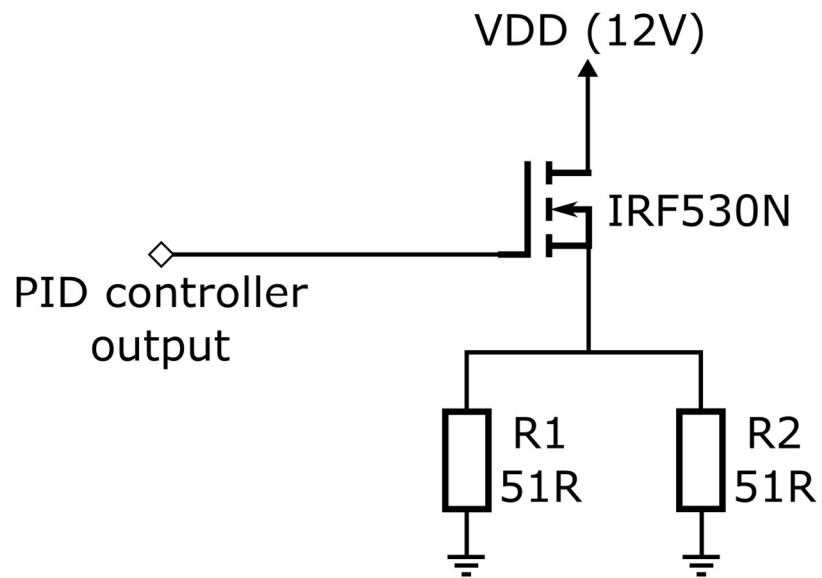 VDD (12V)
IRF530N
PID controller
output
R1
51R
R2
51R